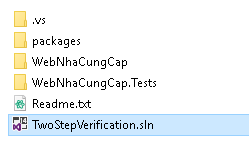 .vs
packages
WebNhaCungCap
WebNhaCungCap.Tests
Readme.txt
TwoStepVerification.sln